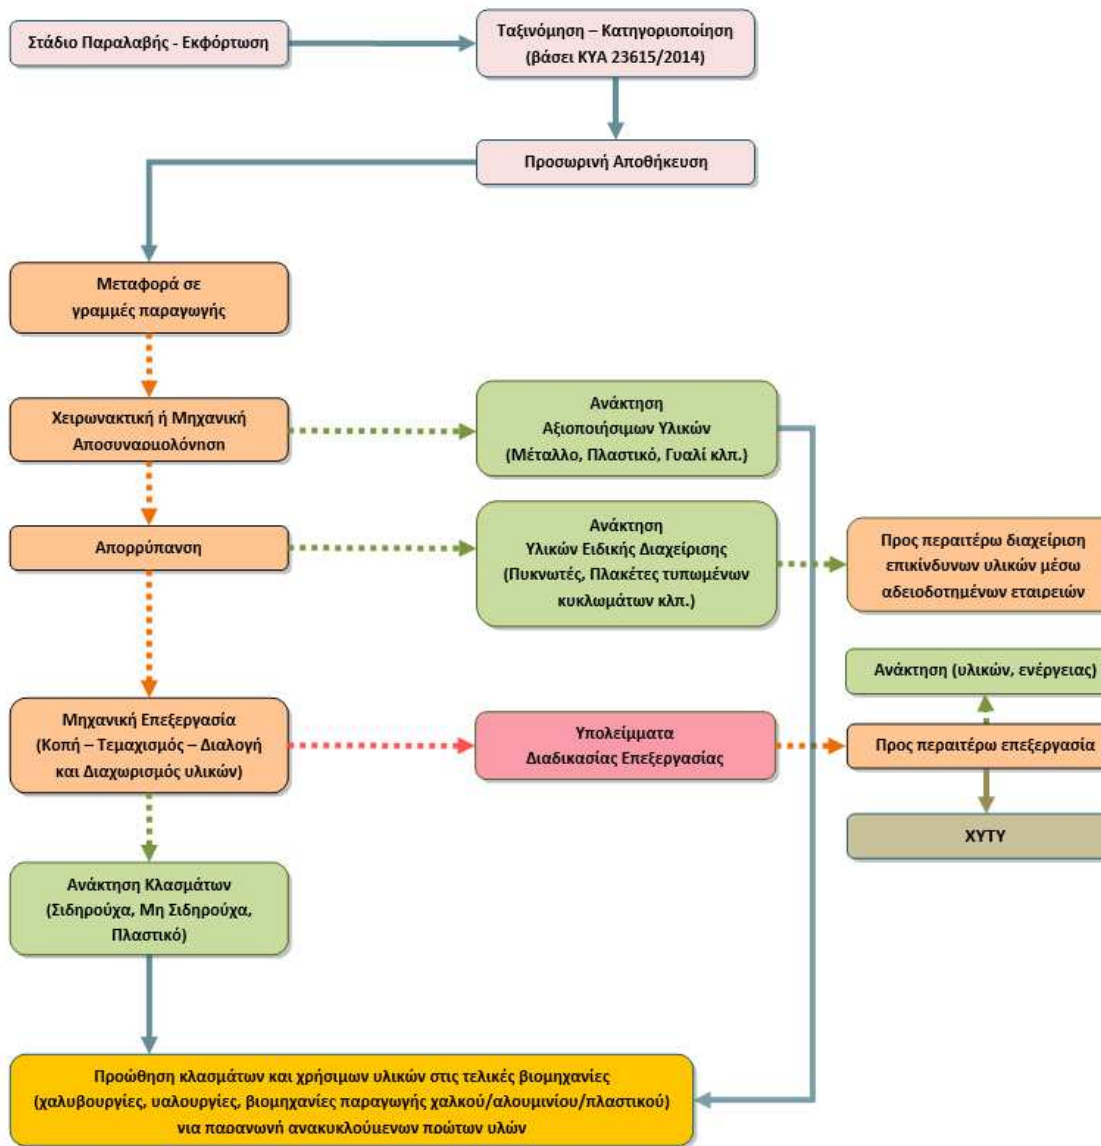 Στάδιο Παραλαβής - Εκφόρτωση
Ταξινόμηση – Κατηγοριοποίηση
(βάσει ΚΥΑ 23615/2014)
Προσωρινή Αποθήκευση
Μεταφορά σε
γραμμές παραγωγής
Χειρωνακτική ή Μηχανική
Αποσυναρμολόνηση
Ανάκτηση
Αξιοποιήσιμων Υλικών
(Μέταλλο, Πλαστικό, Γυαλί κλπ.)
Απορρύπανση
Ανάκτηση
Υλικών Ειδικής Διαχείρισης
(Πυκνωτές, Πλακέτες τυπωμένων
κυκλωμάτων κλπ.)
Προς περαιτέρω διαχείριση
επικίνδυνων υλικών μέσω
αδειοδοτημένων εταιρειών
Ανάκτηση (υλικών, ενέργειας)
Μηχανική Επεξεργασία
(Κοπή – Τεμαχισμός – Διαλογή
και Διαχωρισμός υλικών)
Υπολείμματα
Διαδικασίας Επεξεργασίας
Προς περαιτέρω επεξεργασία
ΧΥΤΥ
Ανάκτηση Κλασμάτων
(Σιδηρούχα, Μη Σιδηρούχα,
Πλαστικό)
Προώθηση κλασμάτων και χρήσιμων υλικών στις τελικές βιομηχανίες
(χαλυβουργίες, υαλουργίες, βιομηχανίες παραγωγής χαλκού/αλουμινίου/πλαστικού)
για παραγωγή ανακυκλούμενων πρώτων υλών